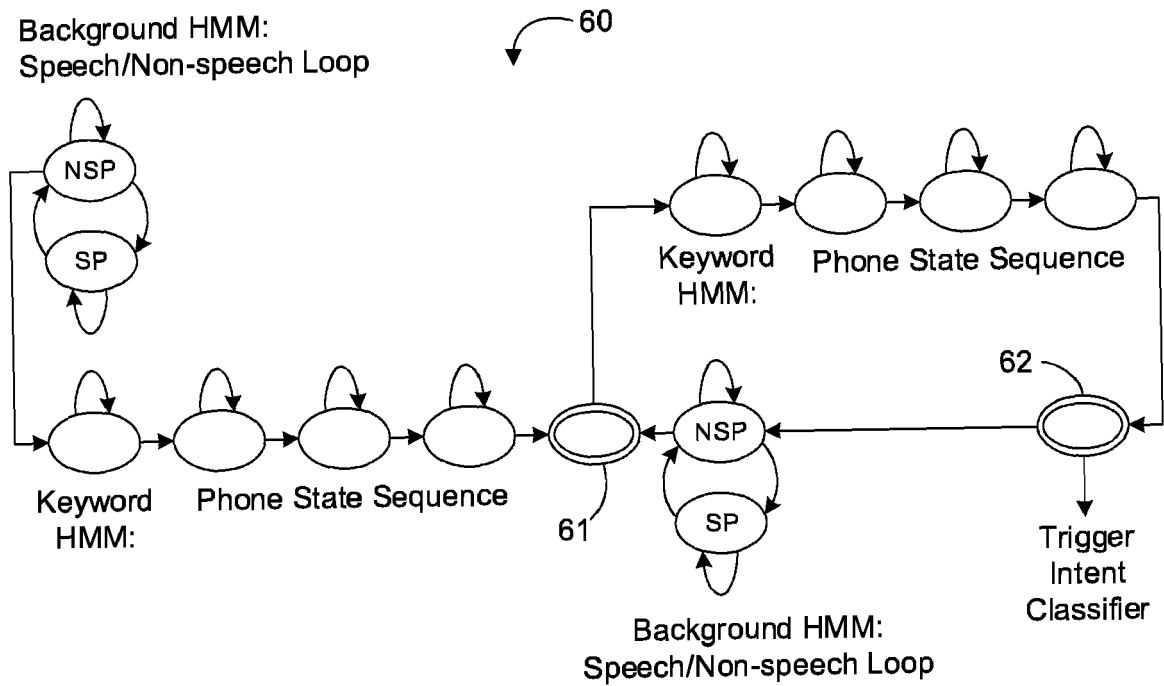 Background HMM:
Speech/Non-speech Loop
60
NSP
SP
Keyword
HMM:
Phone State Sequence
62
NSP
Keyword
HMM:
Phone State Sequence
61
SP
Trigger
Intent
Classifier
Background HMM:
Speech/Non-speech Loop